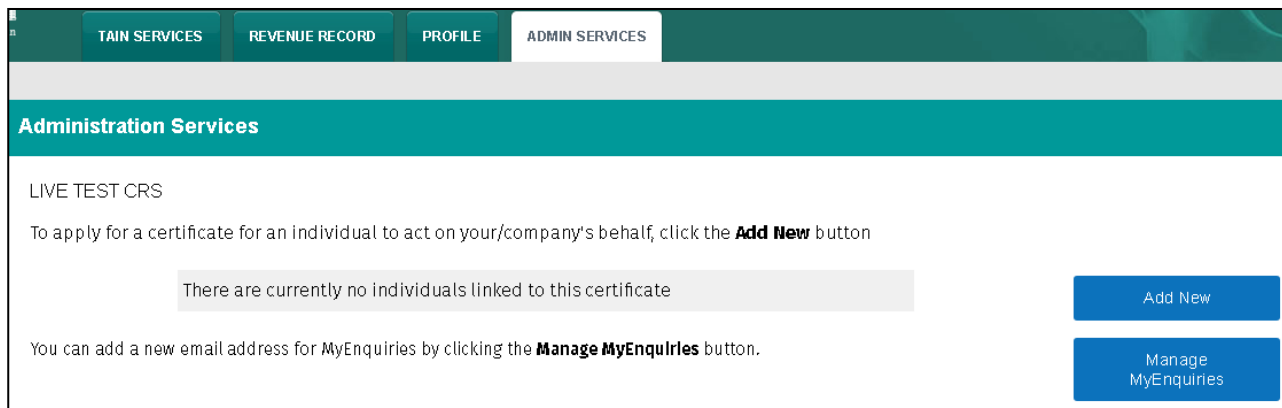 TAIN SERVICES
REVENUE RECORD
PROFILE
ADMIN SERVICES
Administration Services
LIVE TEST CRS
To apply for a certificate for an individual to act on your/company's behalf, click the Add New button
There are currently no individuals linked to this certificate
Add New
You can add a new email address for MyEnquiries by clicking the Manage MyEnquiries button.
Manage
MyEnquiries